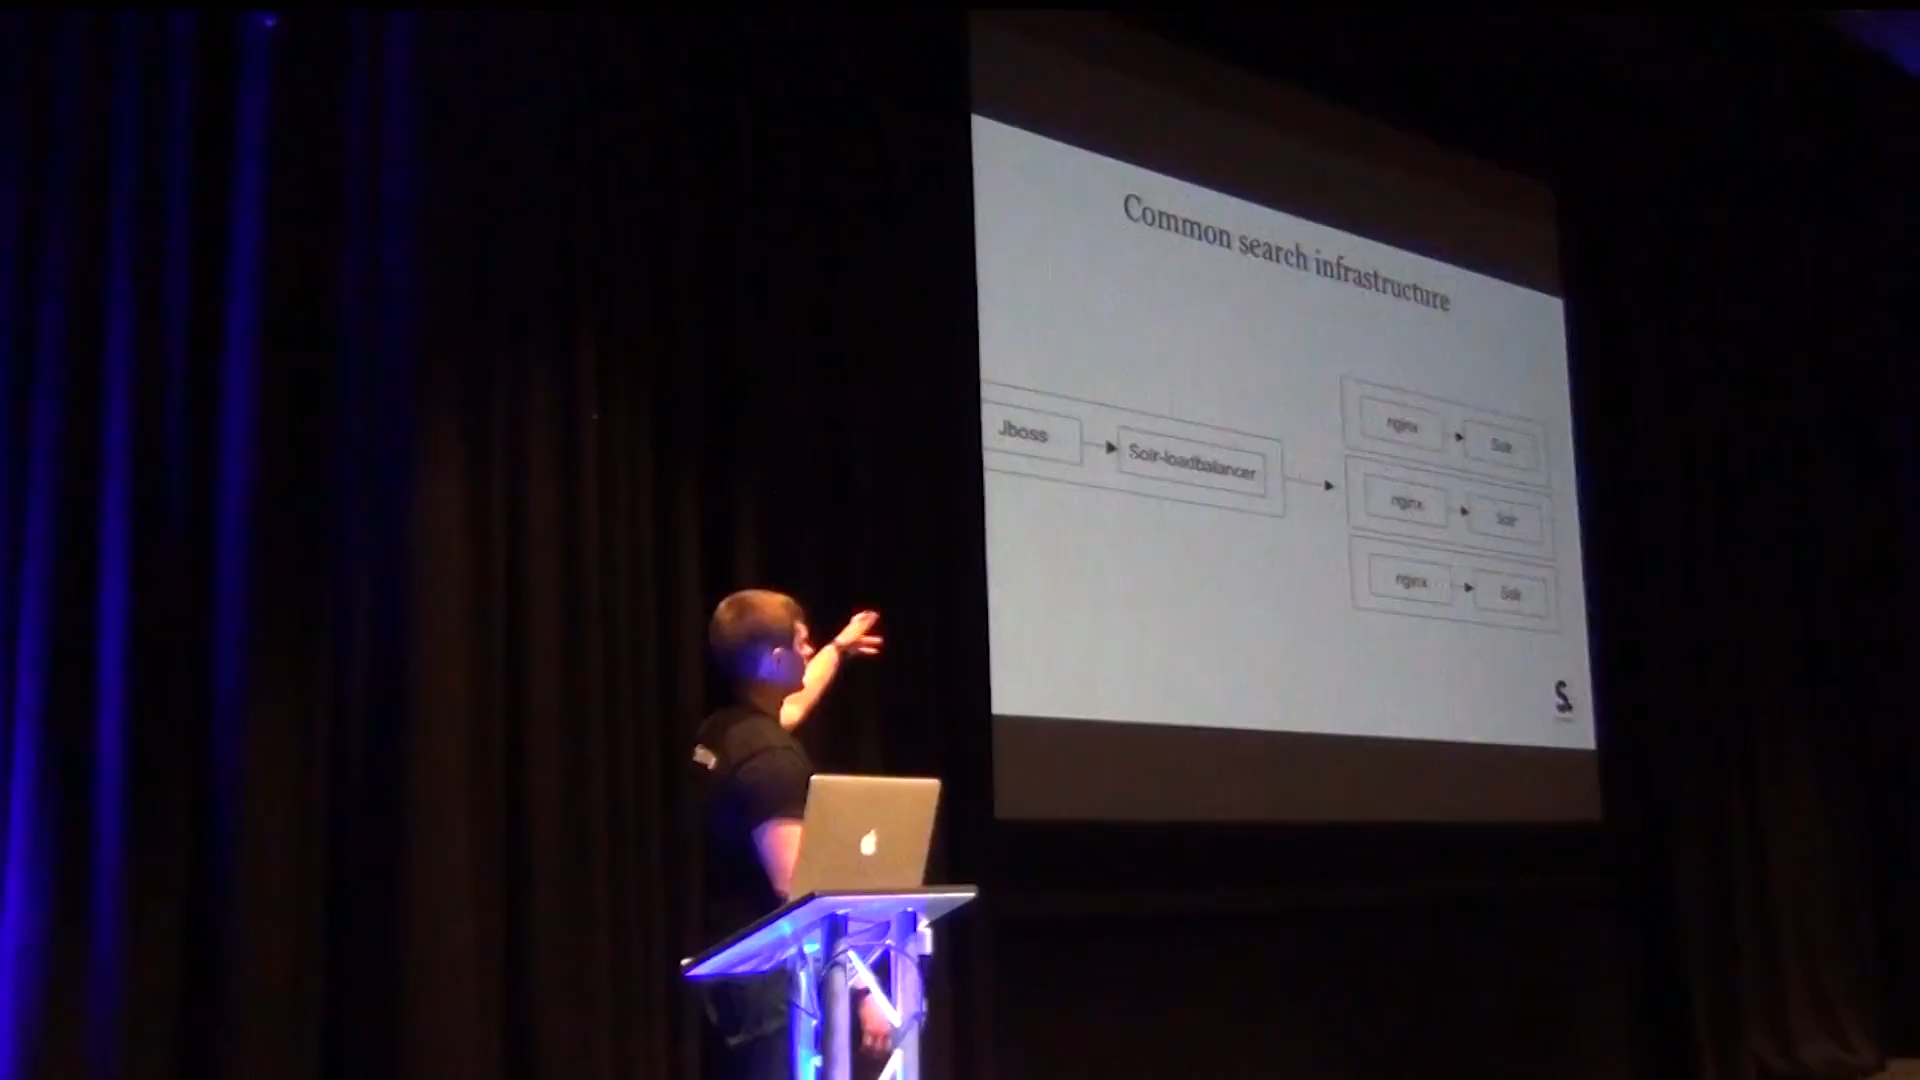 Common search infrastructure
Jboss
Solr-loadbalancer
nginx
Solr
nginx
Solr
nginx
Solr
S.